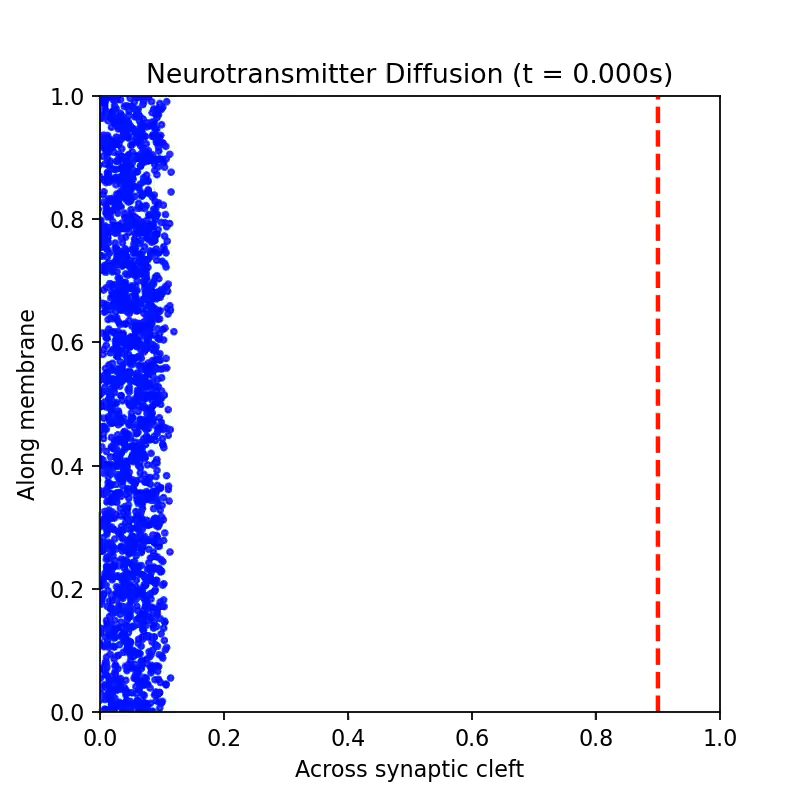 Neurotransmitter Diffusion (t = 0.000s)
1.0
0.8
0.6
0.4
0.2
0.0
Along membrane
0.0 0.2 0.4 0.6 0.8 1.0
Across synaptic cleft